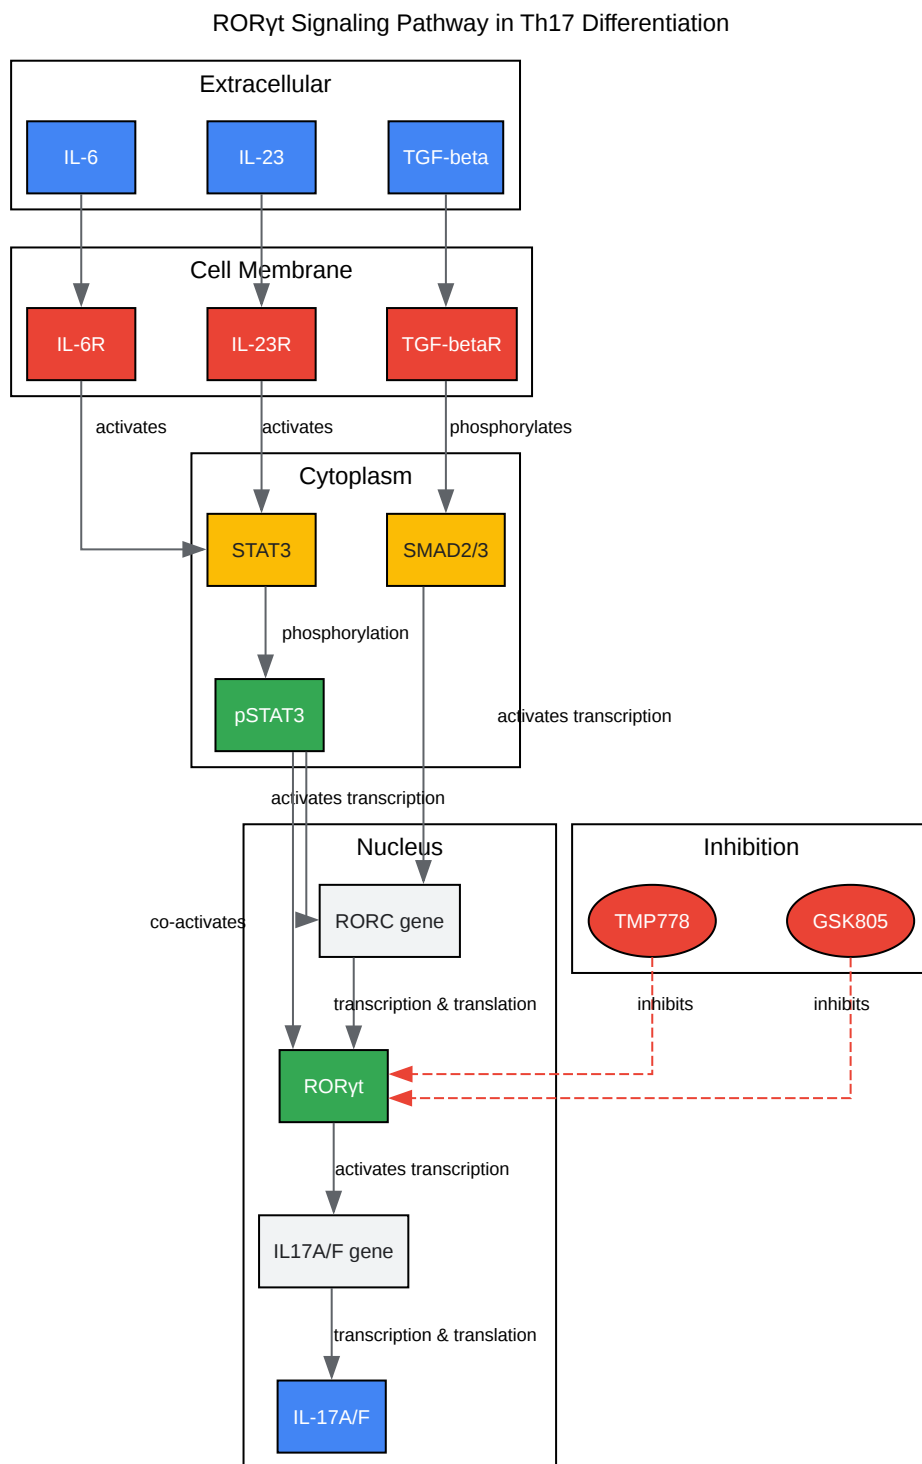 RORγt Signaling Pathway in Th17 Differentiation
Extracellular
IL-6
IL-23
TGF-beta
Cell Membrane
IL-6R
IL-23R
TGF-betaR
activates
activates
phosphorylates
Cytoplasm
STAT3
SMAD2/3
phosphorylation
pSTAT3
activates transcription
activates transcription
Nucleus
Inhibition
co-activates
RORC gene
TMP778
GSK805
transcription & translation
inhibits
inhibits
RORγt
activates transcription
IL17A/F gene
transcription & translation
IL-17A/F